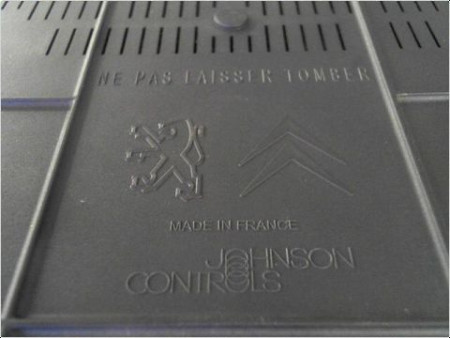 NE PAS LAISSER TOMBER
MADE IN FRANCE
JOHNSON
CONTROLS